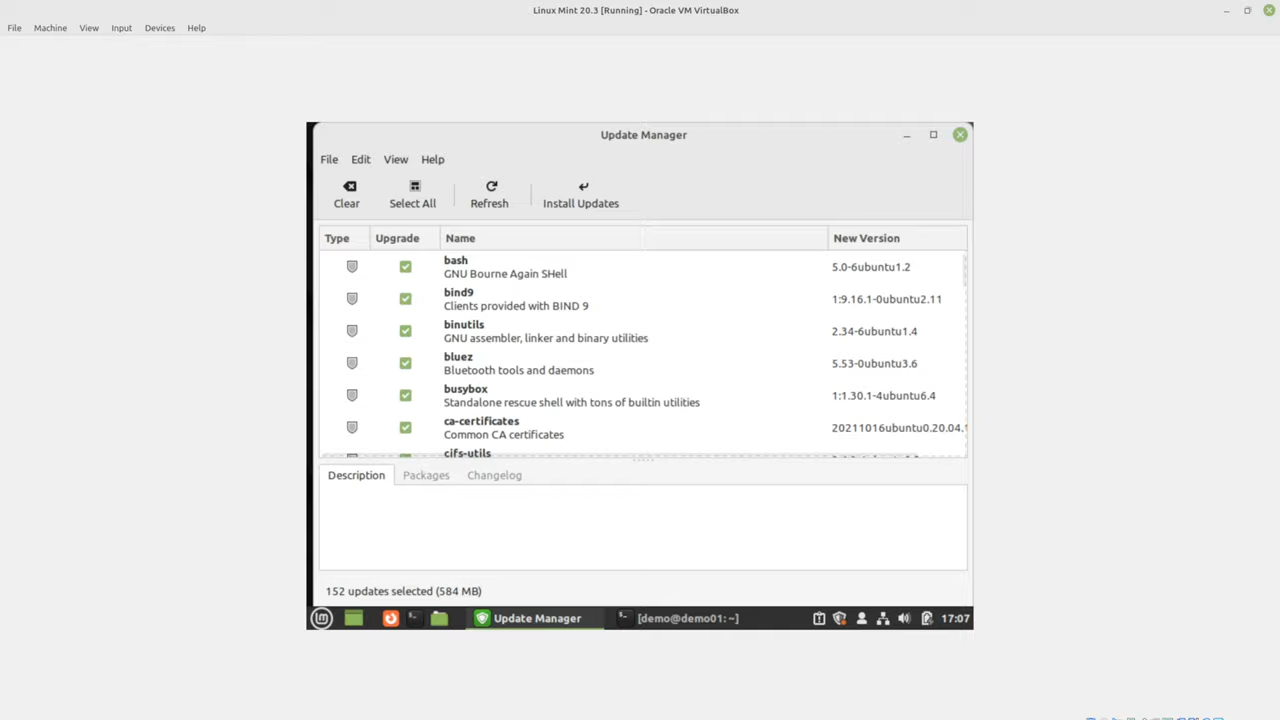 Linux Mint 20.3 [Running] - Oracle VM VirtualBox
File Machine View Input Devices Help
Update Manager
File Edit View Help
Clear Select All Refresh Install Updates
Type Upgrade Name New Version
bash
GNU Bourne Again SHell 5.0-6ubuntu1.2
bind9
Clients provided with BIND 9 1:9.16.1-0ubuntu2.11
binutils
GNU assembler, linker and binary utilities 2.34-6ubuntu1.4
bluez
Bluetooth tools and daemons 5.53-0ubuntu3.6
busybox
Standalone rescue shell with tons of builtin utilities 1:1.30.1-4ubuntu6.4
ca-certificates
Common CA certificates 20211016ubuntu0.20.04.1
cifs-utils
Description Packages Changelog
152 updates selected (584 MB)
Update Manager [demo@demo01: ~] 17:07